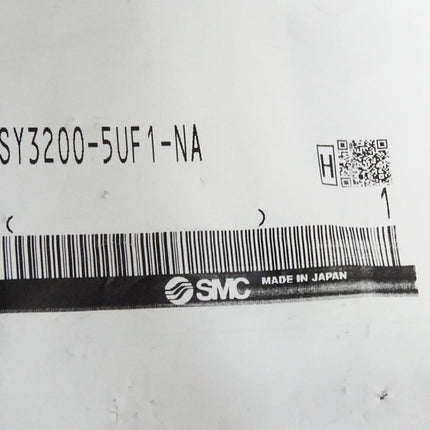 SY3200-5UF1-NA
H
( )
1
SMC MADE IN JAPAN